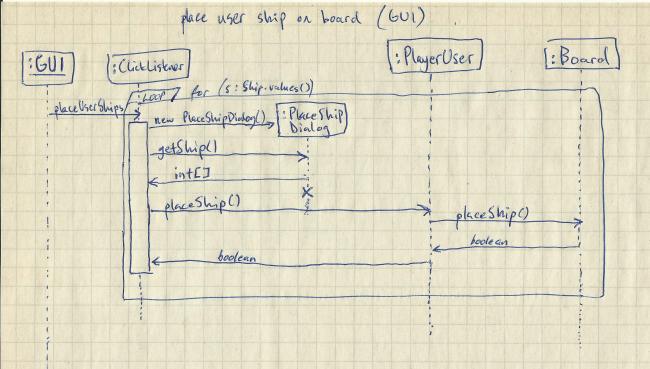 place user ship on board (GUI)
:GUI
:ClickListener
:PlayerUser
:Board
:Loop
for (s : Ship.values())
placeUserShips
new PlaceShipDialog()
:PlaceShip
Dialog
getShip()
int[]
placeShip()
placeShip()
boolean
boolean